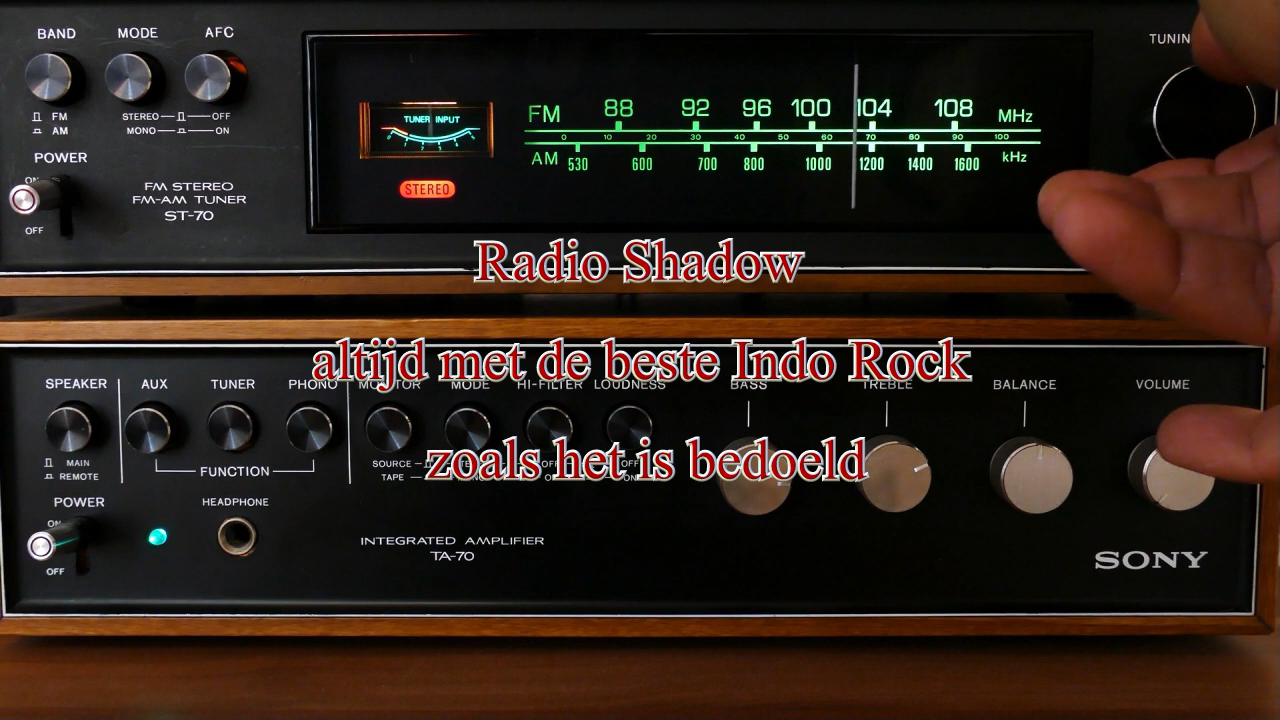 BAND MODE AFC
TUNIN
FM
AM
STEREO OFF
MONO ON
POWER
ON
OFF
FM STEREO
FM-AM TUNER
ST-70
TUNER INPUT
STEREO
FM 88 92 96 100 104 108 MHz
0 10 20 30 40 50 60 70 80 90 100
AM 530 600 700 800 1000 1200 1400 1600 kHz
Radio Shadow
altijd met de beste Indo Rock
zoals het is bedoeld
SPEAKER AUX TUNER PHONO MONITOR MODE HI-FILTER LOUDNESS BASS TREBLE BALANCE VOLUME
MAIN
REMOTE
FUNCTION
SOURCE
TAPE
POWER
ON
OFF
HEADPHONE
INTEGRATED AMPLIFIER
TA-70
SONY